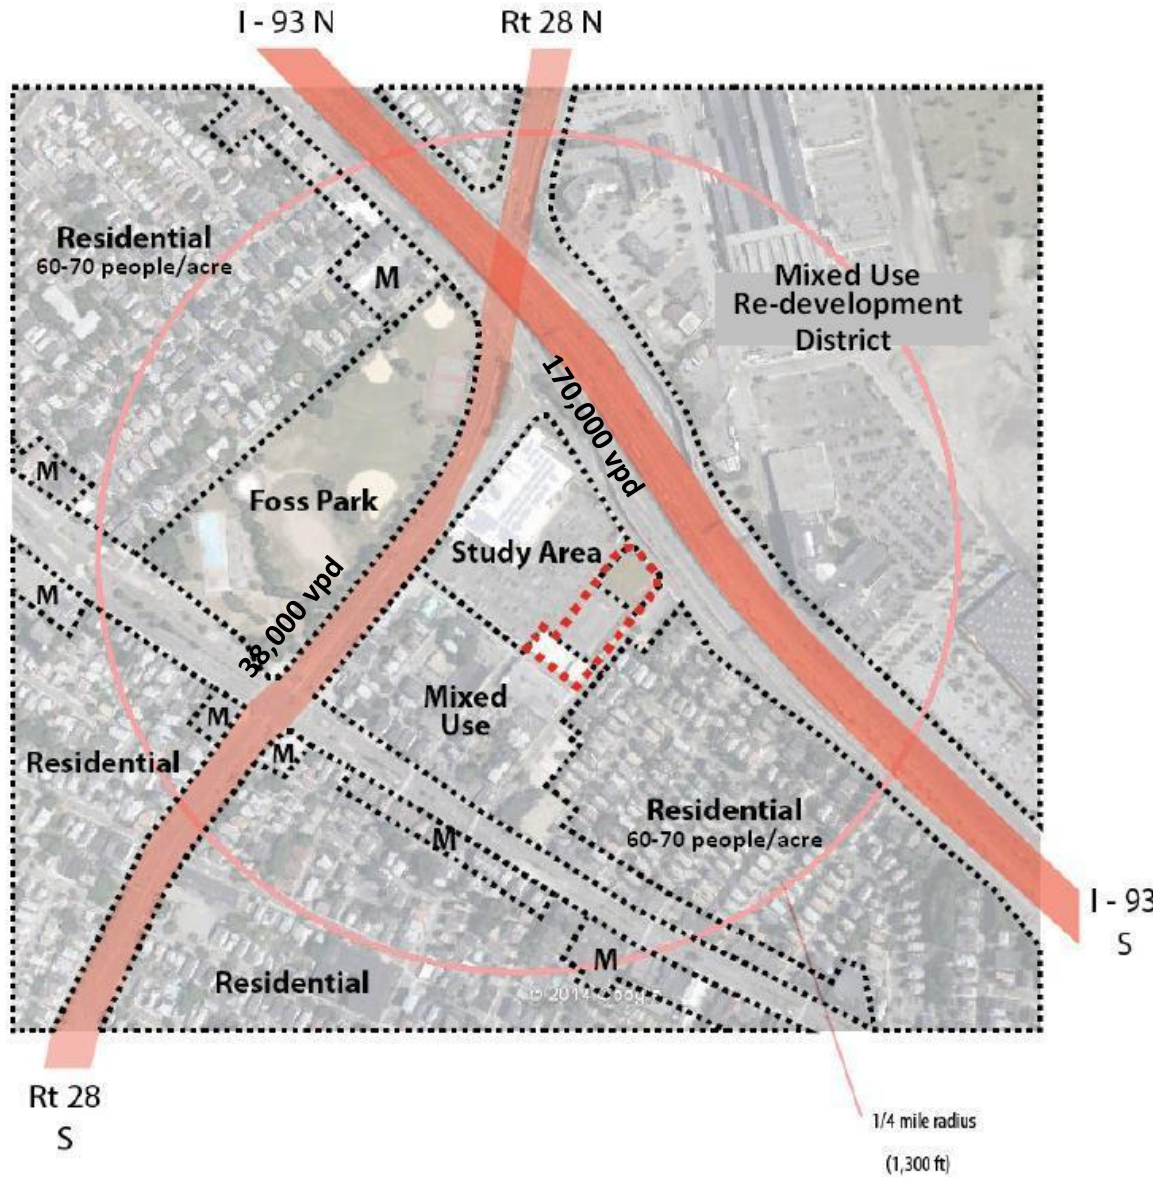 I - 93 N
Rt 28 N
Residential
60-70 people/acre
M
Mixed Use
Re-development
District
170,000 vpd
M
Foss Park
Study Area
38,000 vpd
M
Mixed
Use
M
M
Residential
Residential
60-70 people/acre
M
I - 93
S
M
Residential
© 2014 Google
Rt 28
S
1/4 mile radius
(1,300 ft)